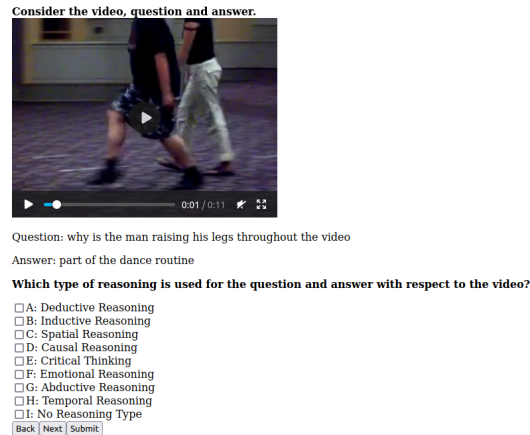 Consider the video, question and answer.
0:01 / 0:11
Question: why is the man raising his legs throughout the video
Answer: part of the dance routine
Which type of reasoning is used for the question and answer with respect to the video?
A: Deductive Reasoning
B: Inductive Reasoning
C: Spatial Reasoning
D: Causal Reasoning
E: Critical Thinking
F: Emotional Reasoning
G: Abductive Reasoning
H: Temporal Reasoning
I: No Reasoning Type
Back Next Submit